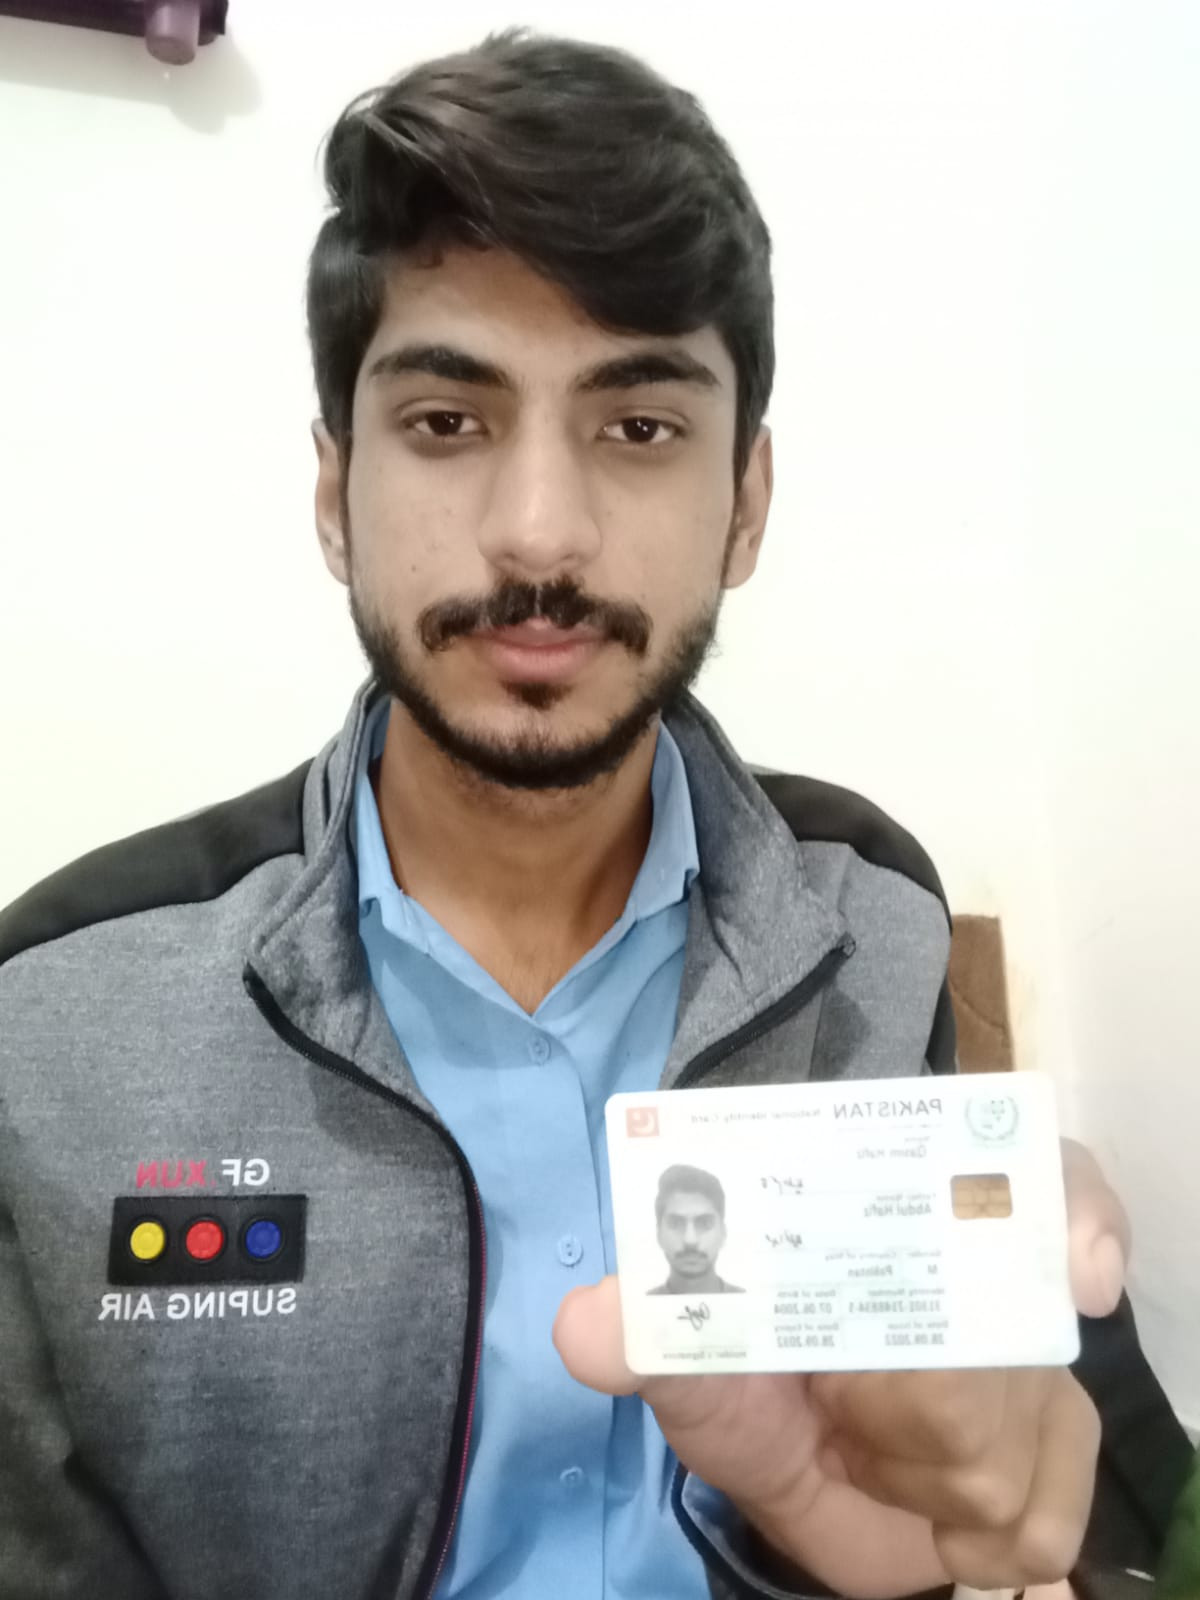 GF.XUN
SUPING AIR
PAKISTAN National Identity Card
Name
Qasim Hafiz
Father Name
Abdul Hafiz
Gender Country of Stay
M Pakistan
Identity Number Date of Birth
07.06.2004
Date of Issue Date of Expiry
28.09.2022 28.09.2032
Holder's Signature